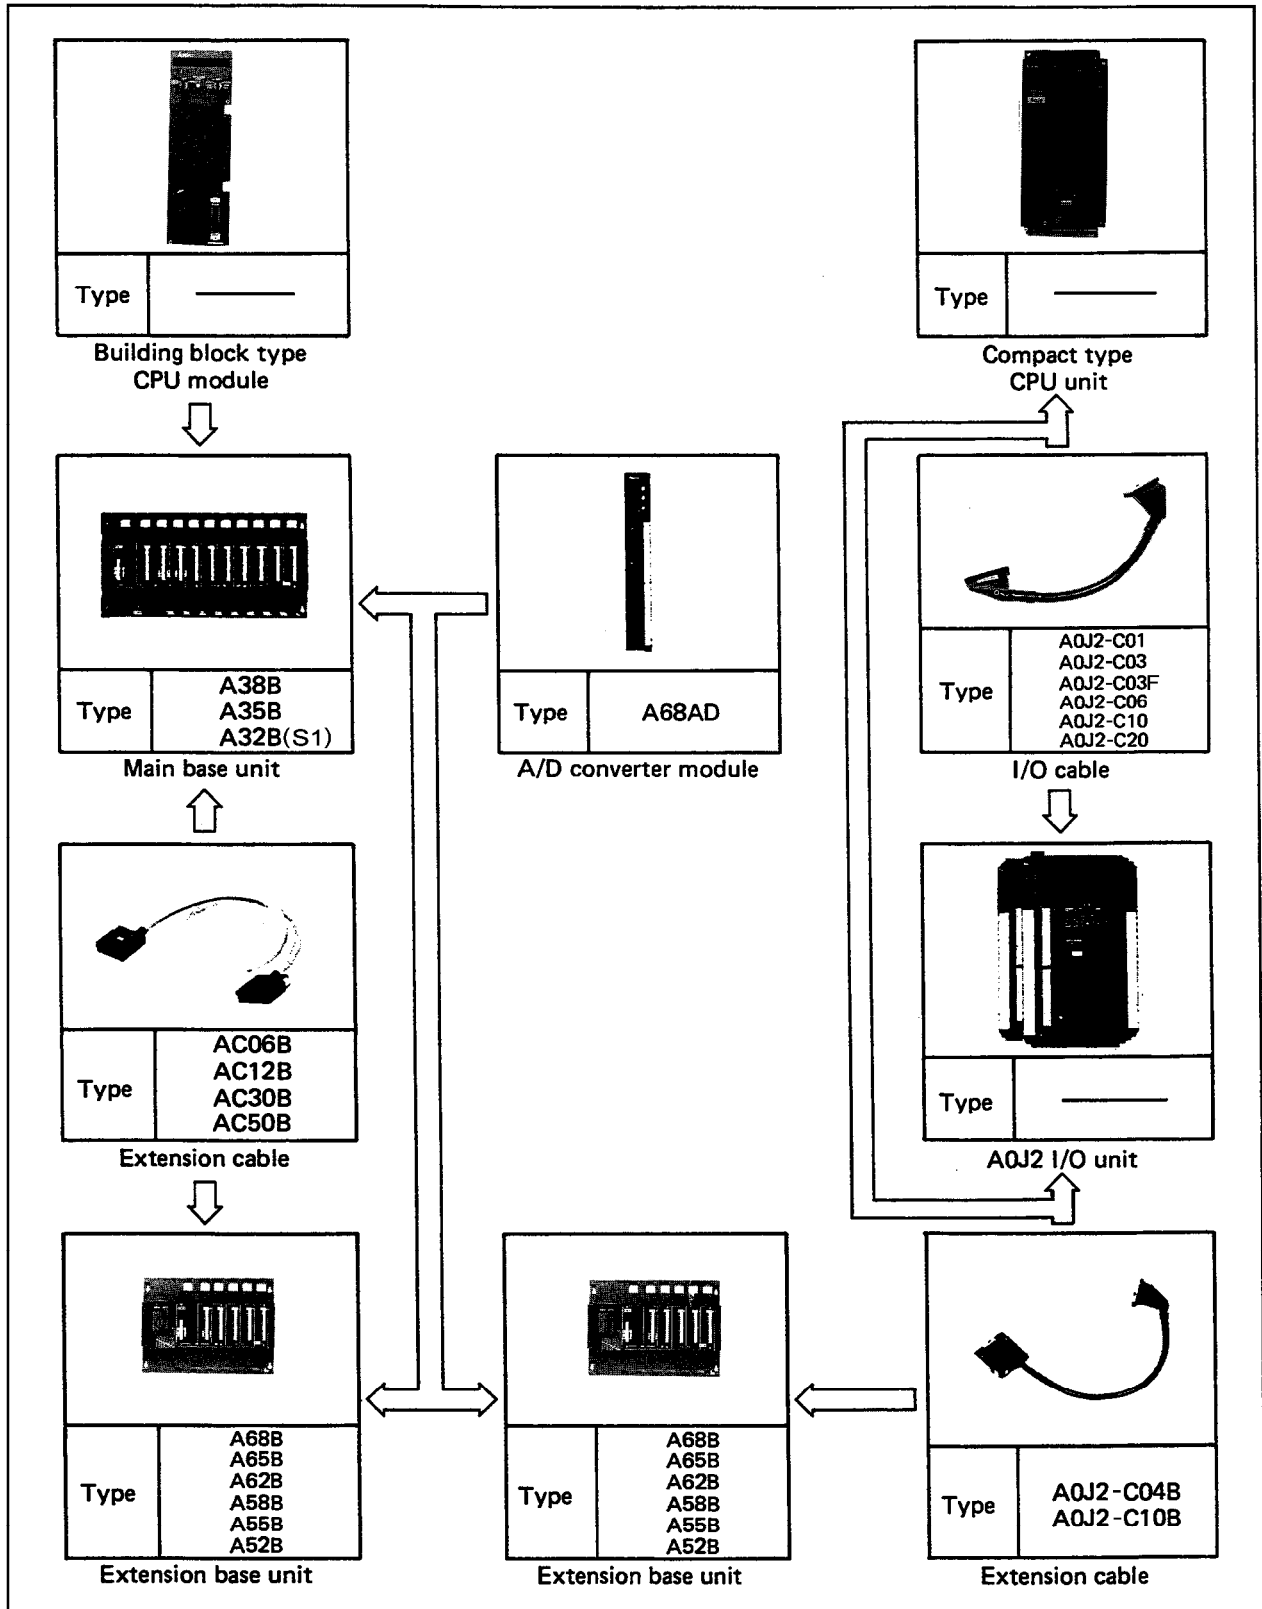 Type
Building block type
CPU module
Type
Compact type
CPU unit
Type
A38B
A35B
A32B(S1)
Main base unit
Type
A68AD
A/D converter module
Type
A0J2-C01
A0J2-C03
A0J2-C03F
A0J2-C06
A0J2-C10
A0J2-C20
I/O cable
Type
AC06B
AC12B
AC30B
AC50B
Extension cable
Type
A0J2 I/O unit
Type
A68B
A65B
A62B
A58B
A55B
A52B
Extension base unit
Type
A68B
A65B
A62B
A58B
A55B
A52B
Extension base unit
Type
A0J2-C04B
A0J2-C10B
Extension cable